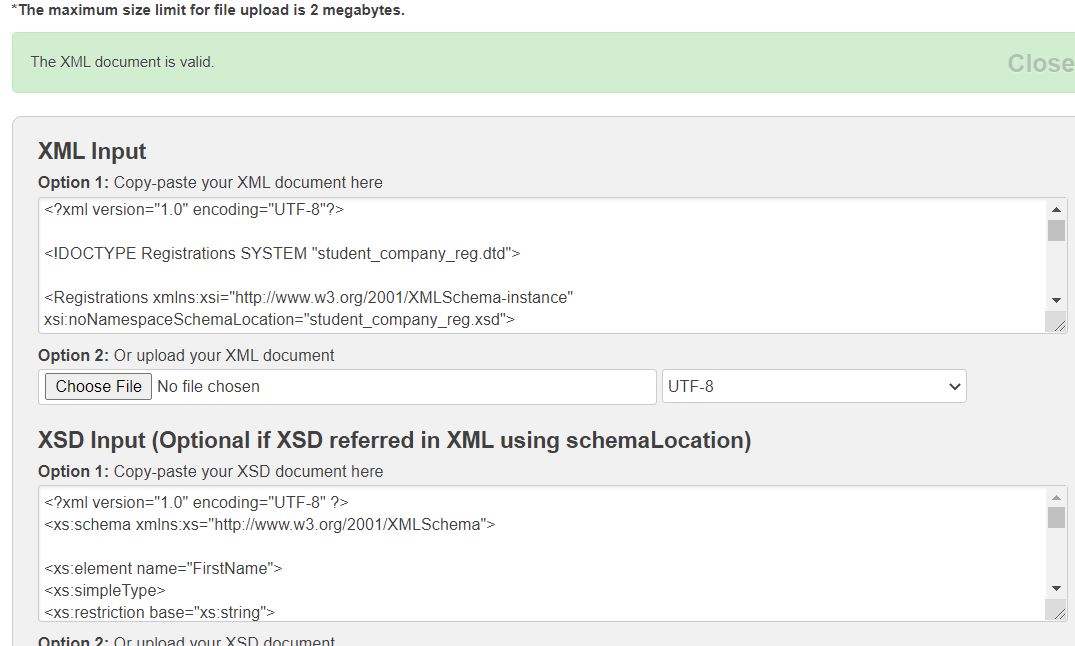 *The maximum size limit for file upload is 2 megabytes.
The XML document is valid.
Close
XML Input
Option 1: Copy-paste your XML document here
<?xml version="1.0" encoding="UTF-8"?>
<!DOCTYPE Registrations SYSTEM "student_company_reg.dtd">
<Registrations xmlns:xsi="http://www.w3.org/2001/XMLSchema-instance"
xsi:noNamespaceSchemaLocation="student_company_reg.xsd">
Option 2: Or upload your XML document
Choose File No file chosen UTF-8
XSD Input (Optional if XSD referred in XML using schemaLocation)
Option 1: Copy-paste your XSD document here
<?xml version="1.0" encoding="UTF-8" ?>
<xs:schema xmlns:xs="http://www.w3.org/2001/XMLSchema">
<xs:element name="FirstName">
<xs:simpleType>
<xs:restriction base="xs:string">
Option 2: Or upload your XSD document